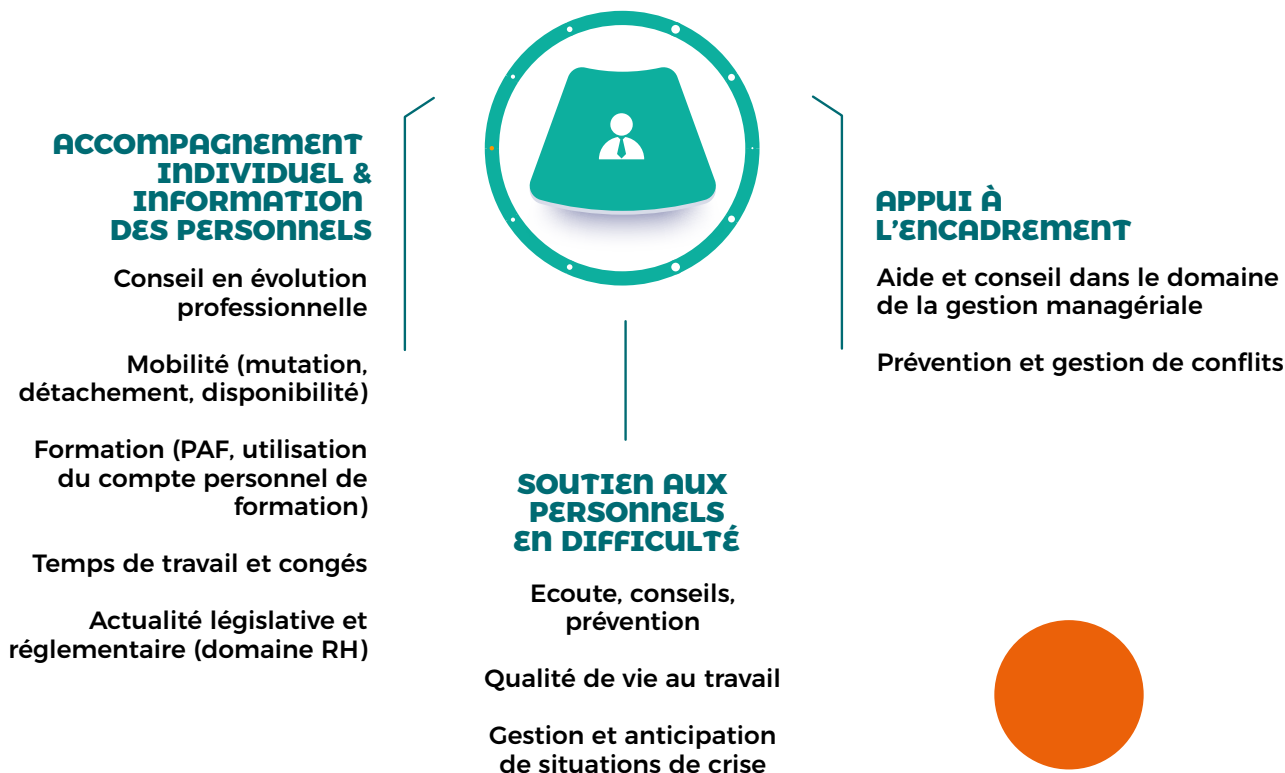 ACCOMPAGNEMENT
INDIVIDUEL &
INFORMATION
DES PERSONNELS
Conseil en évolution
professionnelle
Mobilité (mutation,
détachement, disponibilité)
Formation (PAF, utilisation
du compte personnel de
formation)
Temps de travail et congés
Actualité législative et
réglementaire (domaine RH)
SOUTIEN AUX
PERSONNELS
EN DIFFICULTÉ
Ecoute, conseils,
prévention
Qualité de vie au travail
Gestion et anticipation
de situations de crise
APPUI À
L'ENCADREMENT
Aide et conseil dans le domaine
de la gestion managériale
Prévention et gestion de conflits